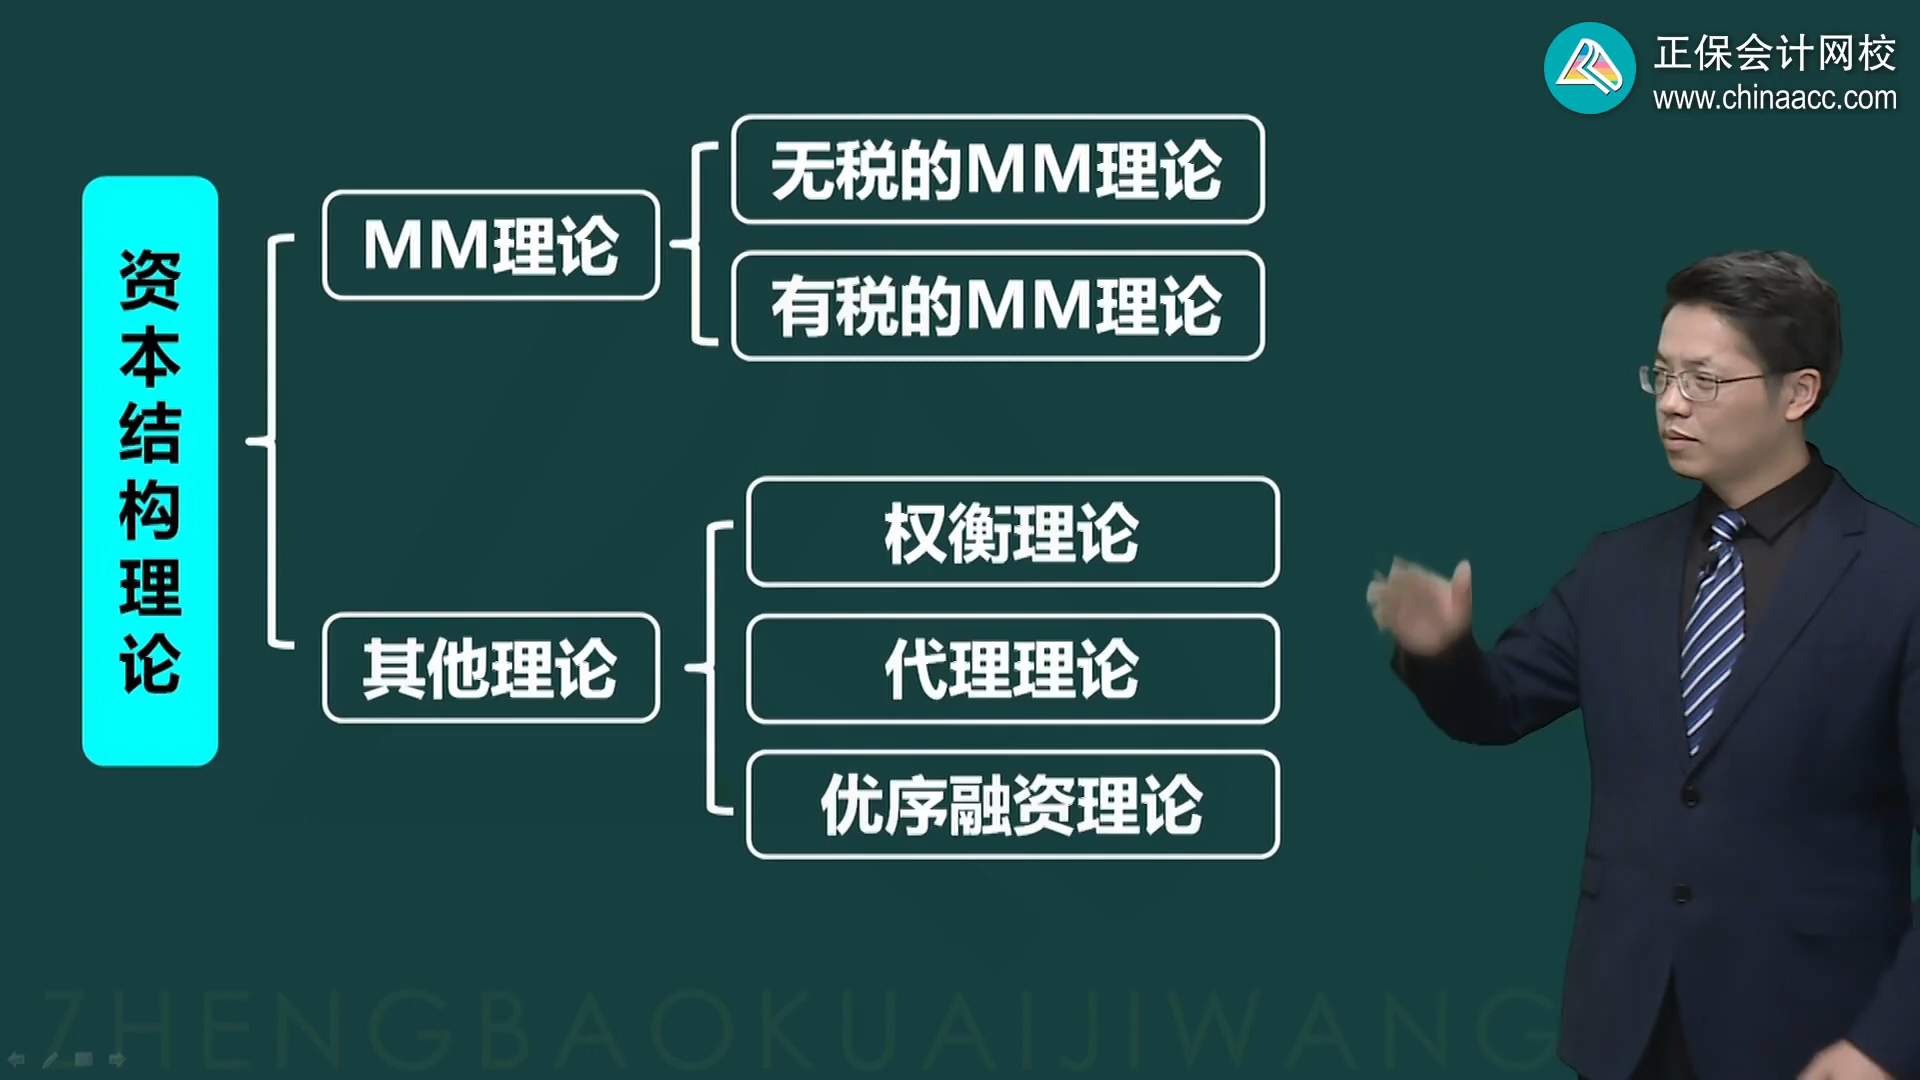 正保会计网校
www.chinaacc.com
资本结构理论
MM理论
无税的MM理论
有税的MM理论
其他理论
权衡理论
代理理论
优序融资理论
ZHENGBAOKUAIJIWANG